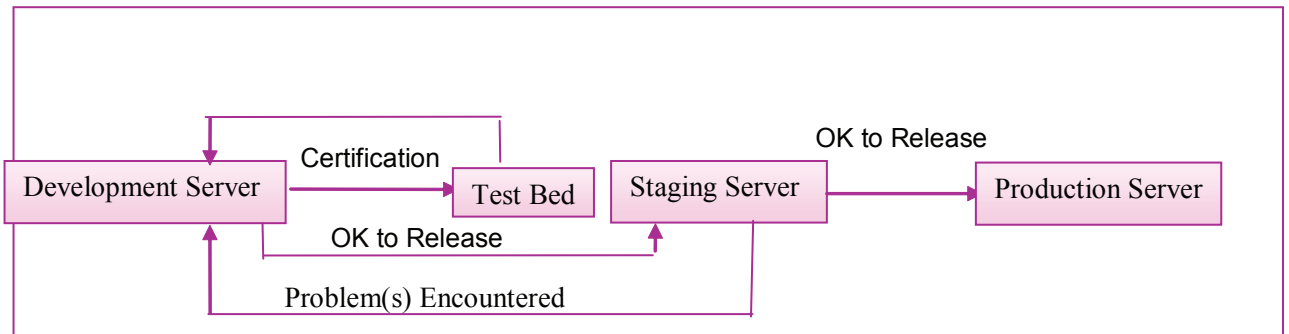 OK to Release
Certification
Development Server
Test Bed
Staging Server
Production Server
OK to Release
Problem(s) Encountered